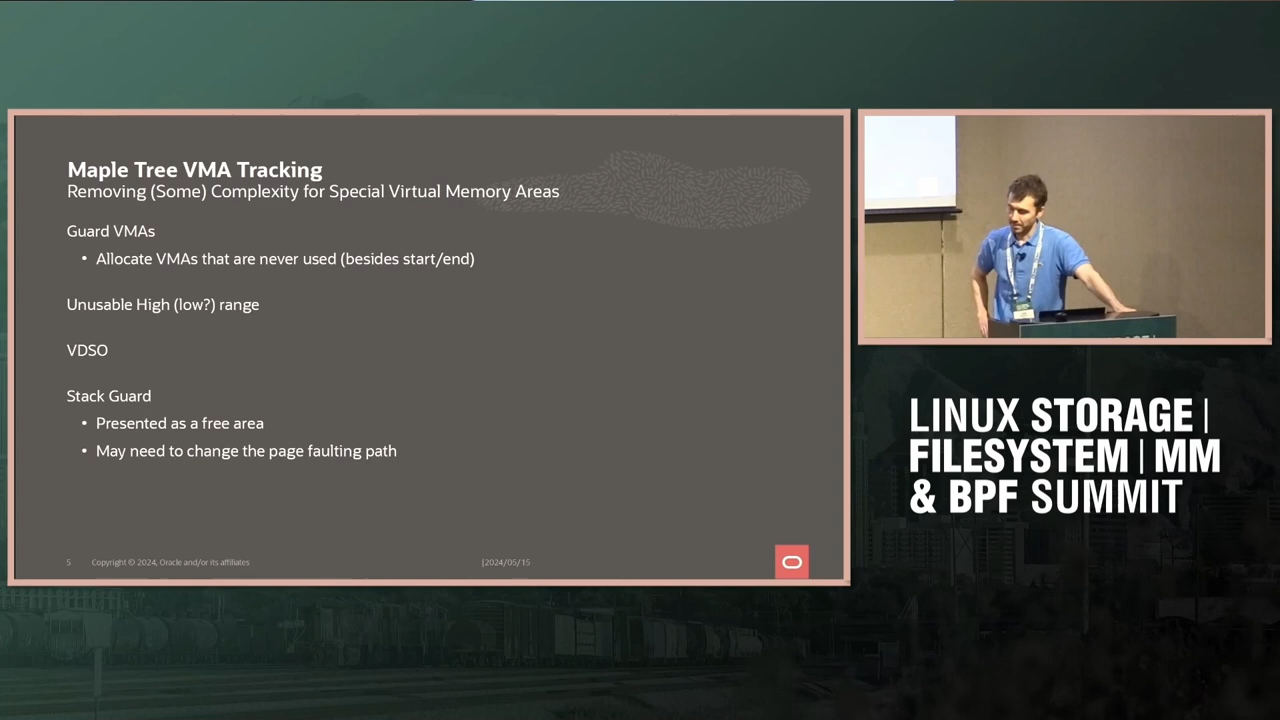 Maple Tree VMA Tracking
Removing (Some) Complexity for Special Virtual Memory Areas
Guard VMAs
• Allocate VMAs that are never used (besides start/end)
Unusable High (low?) range
VDSO
Stack Guard
• Presented as a free area
• May need to change the page faulting path
5 Copyright © 2024, Oracle and/or its affiliates |2024/05/15
LINUX STORAGE |
FILESYSTEM | MM
& BPF SUMMIT